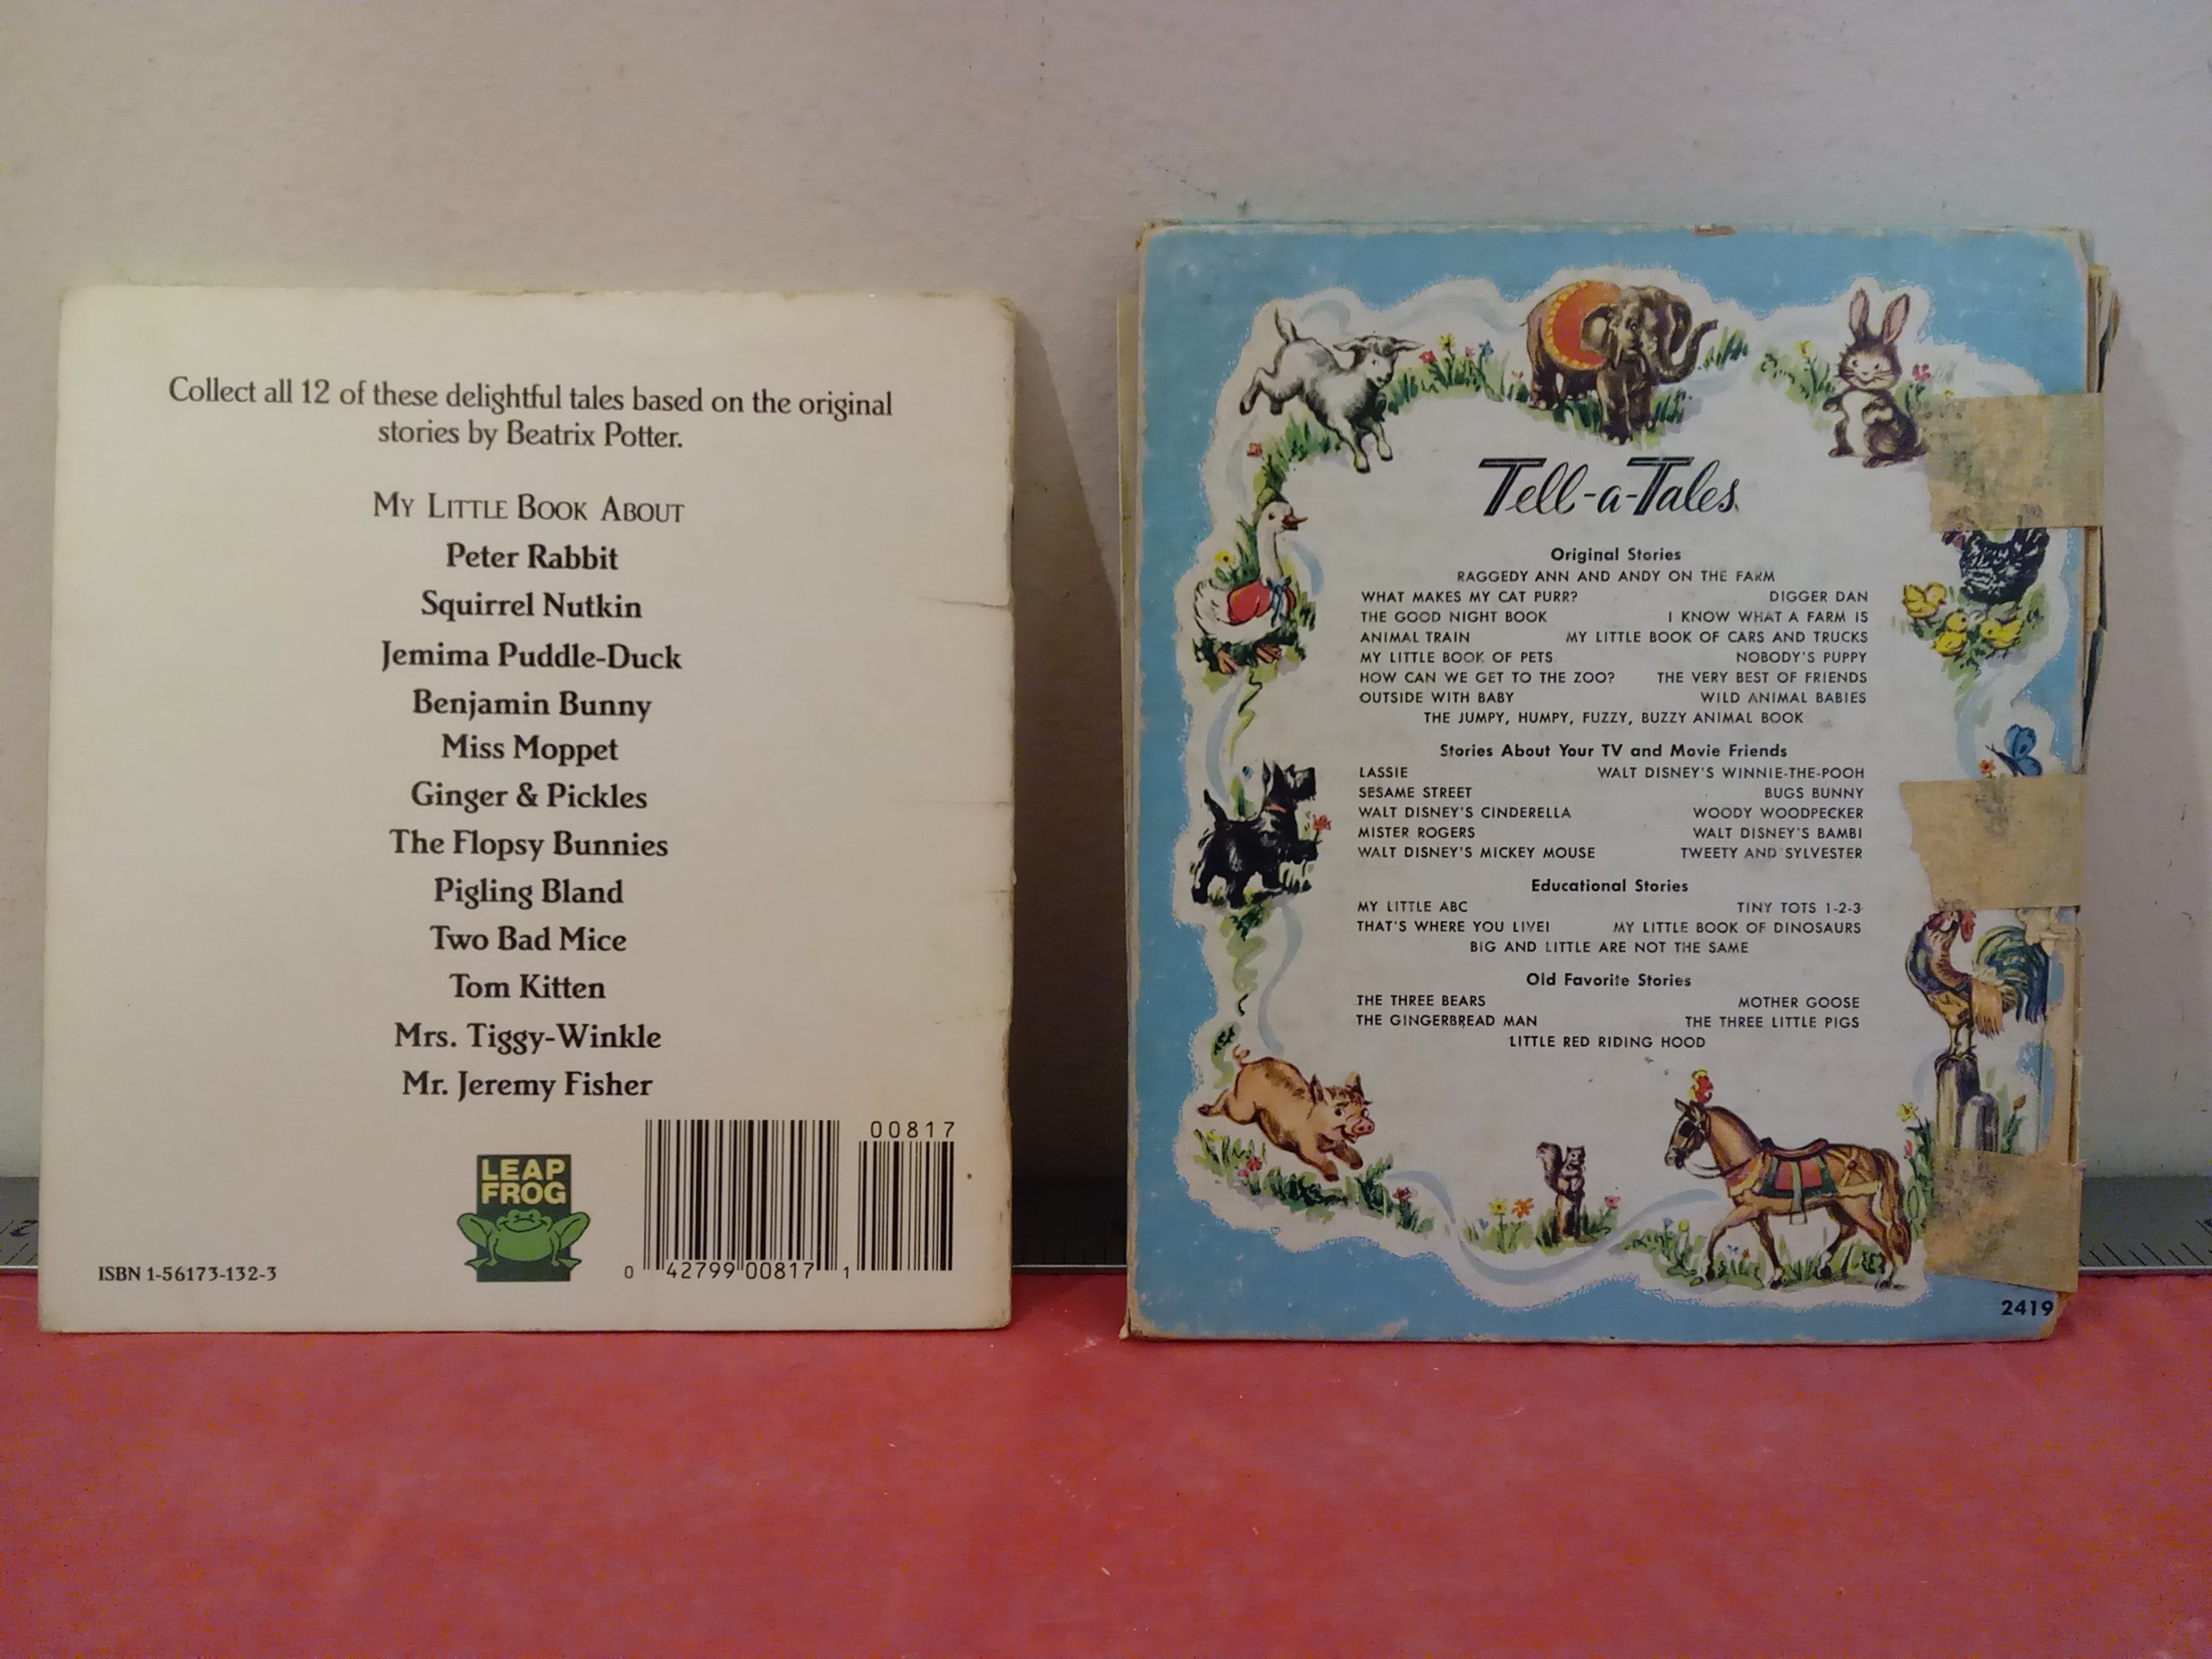 Collect all 12 of these delightful tales based on the original
stories by Beatrix Potter.
MY LITTLE BOOK ABOUT
Peter Rabbit
Squirrel Nutkin
Jemima Puddle-Duck
Benjamin Bunny
Miss Moppet
Ginger & Pickles
The Flopsy Bunnies
Pigling Bland
Two Bad Mice
Tom Kitten
Mrs. Tiggy-Winkle
Mr. Jeremy Fisher
LEAP
FROG
00817
0 42799 00817 1
ISBN 1-56173-132-3
Tell-a-Tales
Original Stories
RAGGEDY ANN AND ANDY ON THE FARM
WHAT MAKES MY CAT PURR? DIGGER DAN
THE GOOD NIGHT BOOK I KNOW WHAT A FARM IS
ANIMAL TRAIN MY LITTLE BOOK OF CARS AND TRUCKS
MY LITTLE BOOK OF PETS NOBODY'S PUPPY
HOW CAN WE GET TO THE ZOO? THE VERY BEST OF FRIENDS
OUTSIDE WITH BABY WILD ANIMAL BABIES
THE JUMPY, HUMPY, FUZZY, BUZZY ANIMAL BOOK
Stories About Your TV and Movie Friends
LASSIE WALT DISNEY'S WINNIE-THE-POOH
SESAME STREET BUGS BUNNY
WALT DISNEY'S CINDERELLA WOODY WOODPECKER
MISTER ROGERS WALT DISNEY'S BAMBI
WALT DISNEY'S MICKEY MOUSE TWEETY AND SYLVESTER
Educational Stories
MY LITTLE ABC TINY TOTS 1-2-3
THAT'S WHERE YOU LIVE! MY LITTLE BOOK OF DINOSAURS
BIG AND LITTLE ARE NOT THE SAME
Old Favorite Stories
THE THREE BEARS MOTHER GOOSE
THE GINGERBREAD MAN THE THREE LITTLE PIGS
LITTLE RED RIDING HOOD
2419
12